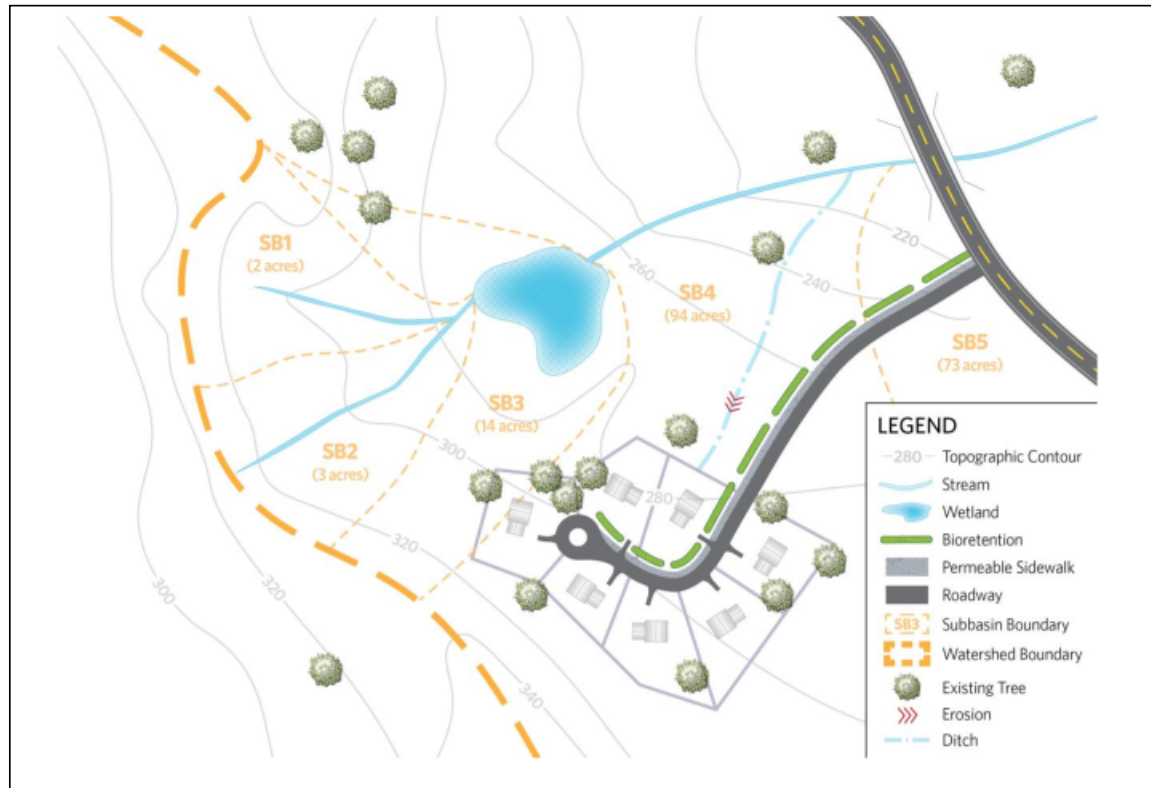 SB1
(2 acres)
220
260
SB4
(94 acres)
240
SB5
(73 acres)
SB3
(14 acres)
SB2
(3 acres)
300
280
320
300
320
340
LEGEND
280 Topographic Contour
Stream
Wetland
Bioretention
Permeable Sidewalk
Roadway
SB3 Subbasin Boundary
Watershed Boundary
Existing Tree
Erosion
Ditch